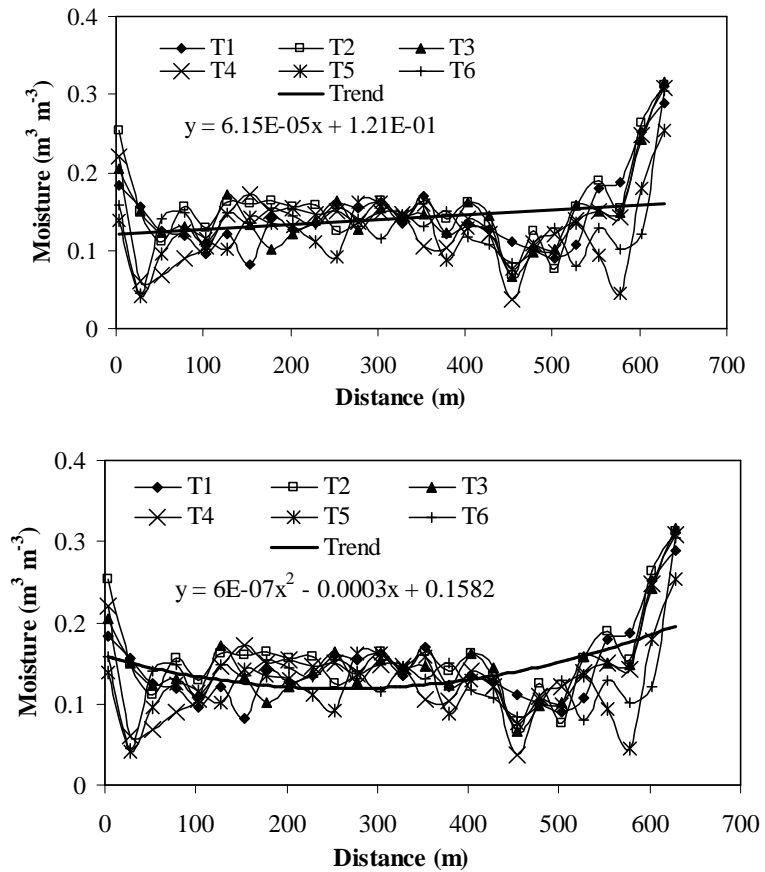 0.4
T1 T2 T3
0.3
T4 T5 T6
Trend
y = 6.15E-05x + 1.21E-01
0.2
0.1
0
Moisture (m³ m⁻³)
0 100 200 300 400 500 600 700
Distance (m)
0.4
T1 T2 T3
T4 T5 T6
0.3
Trend
y = 6E-07x² - 0.0003x + 0.1582
0.2
0.1
0
Moisture (m³ m⁻³)
0 100 200 300 400 500 600 700
Distance (m)